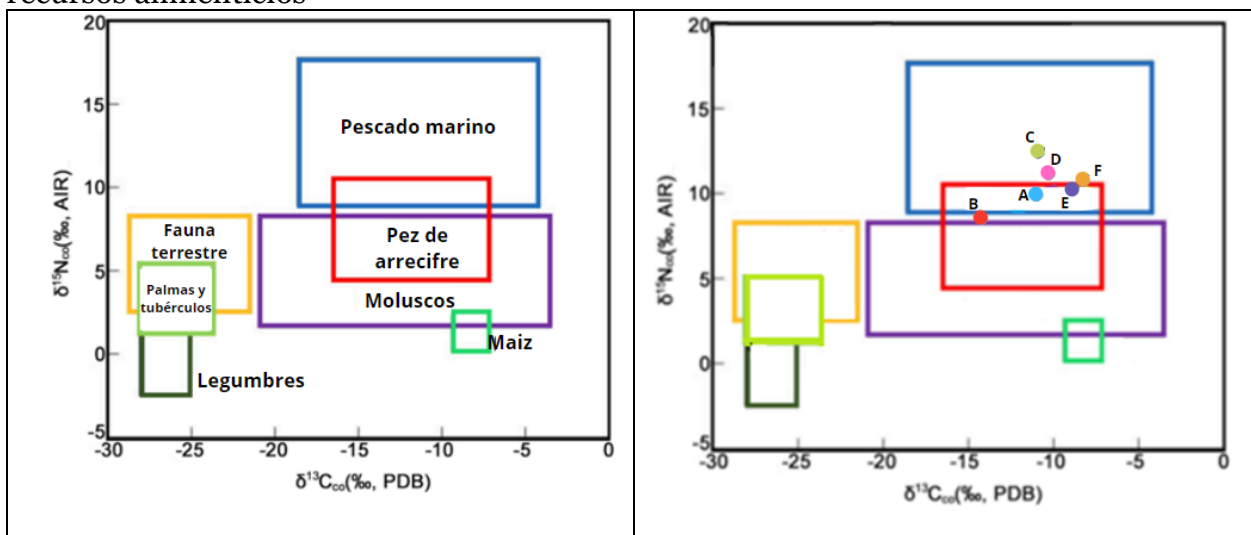 recursos alimenticios
20
15
10
5
0
-5
-30
-25
-20
-15
-10
-5
0
δ¹⁵Nco(‰, AIR)
δ¹³Cco(‰, PDB)
Pescado marino
Fauna
terrestre
Pez de
arrecifre
Palmas y
tubérculos
Moluscos
Maiz
Legumbres
20
15
10
5
0
-5
-30
-25
-20
-15
-10
-5
0
δ¹⁵Nco(‰, AIR)
δ¹³Cco(‰, PDB)
C
D
F
A
E
B